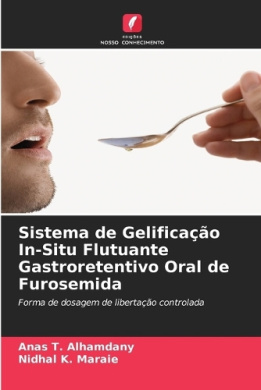 edições
NOSSO CONHECIMENTO
Sistema de Gelificação
In-Situ Flutuante
Gastroretentivo Oral de
Furosemida
Forma de dosagem de libertação controlada
Anas T. Alhamdany
Nidhal K. Maraie